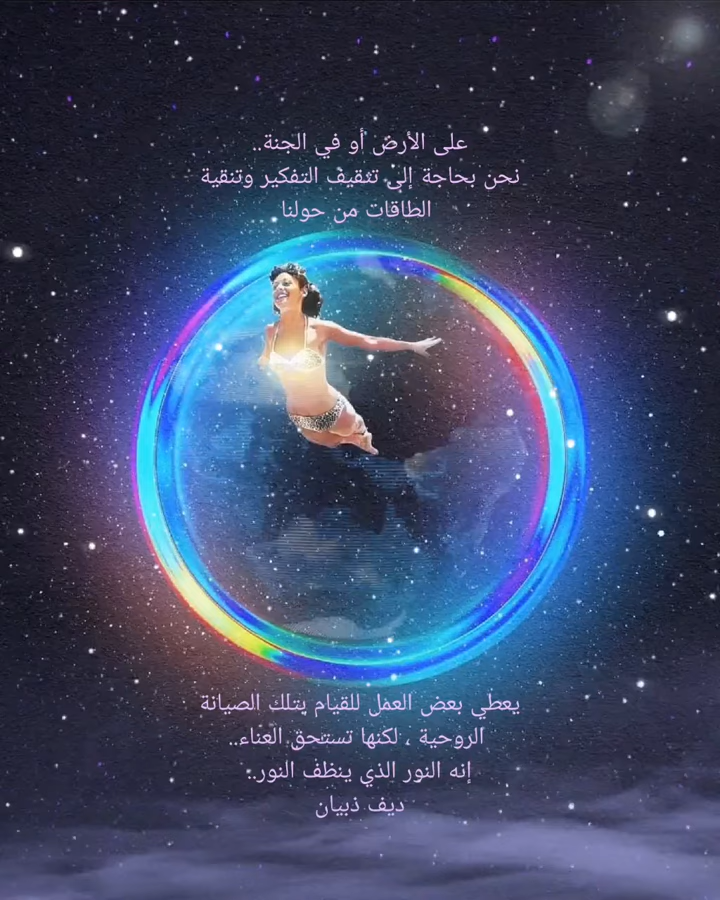 على الأرض أو في الجنة..
نحن بحاجة إلى تثقيف التفكير وتنقية
الطاقات من حولنا
يعطي بعض العمل للقيام بتلك الصيانة
الروحية ، لكنها تستحق العناء..
إنه النور الذي ينظف النور..
ديف ذبيان